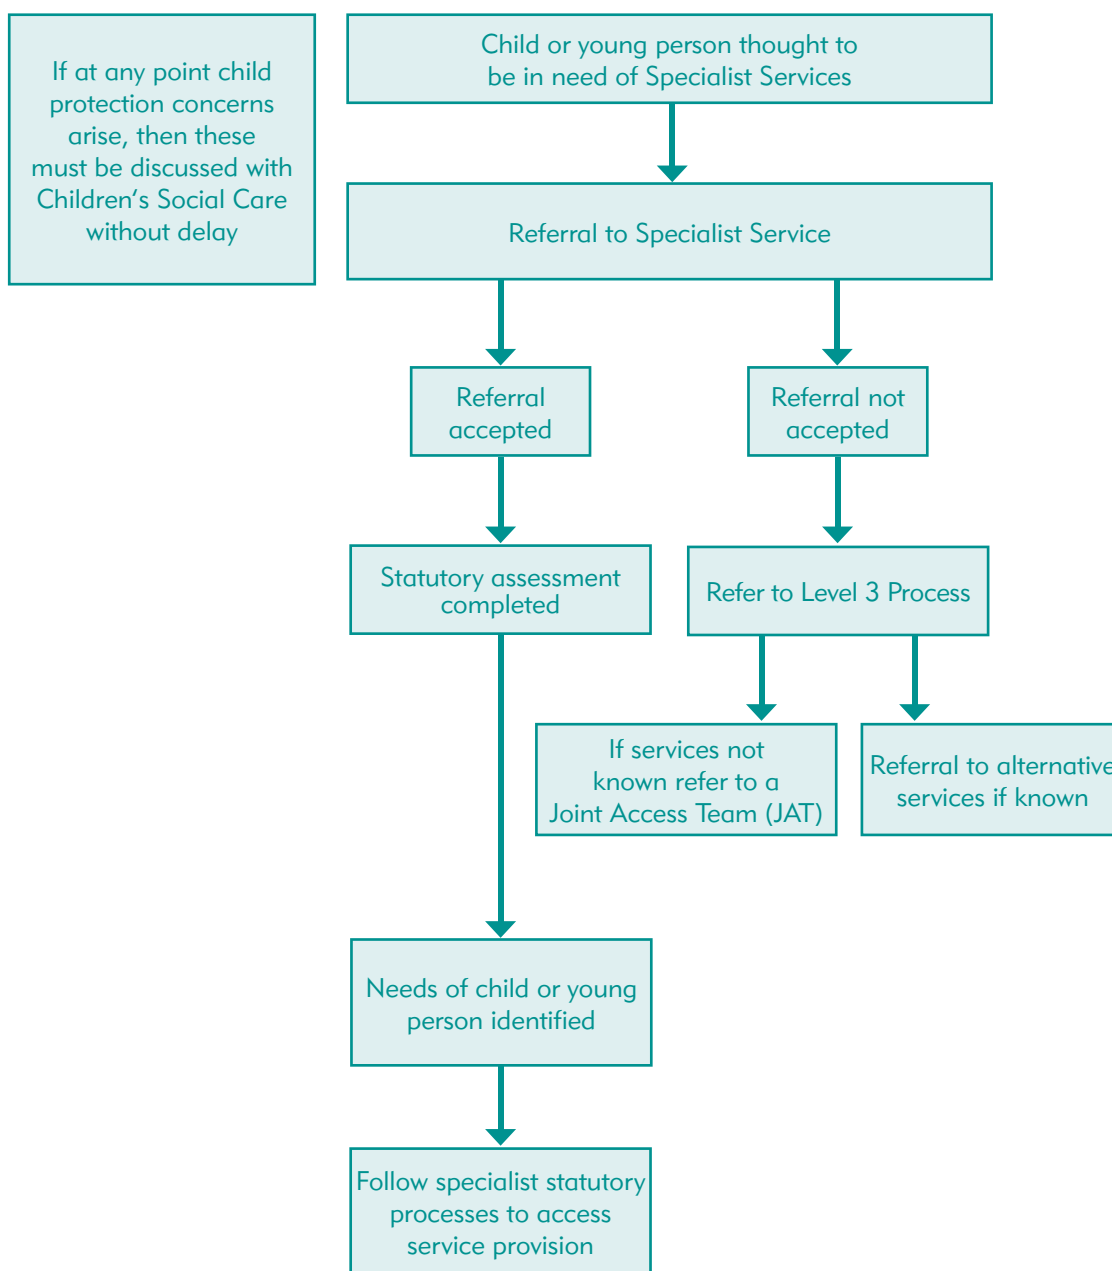 If at any point child
protection concerns
arise, then these
must be discussed with
Children’s Social Care
without delay
Child or young person thought to
be in need of Specialist Services
Referral to Specialist Service
Referral
accepted
Referral not
accepted
Statutory assessment
completed
Refer to Level 3 Process
If services not
known refer to a
Joint Access Team (JAT)
Referral to alternative
services if known
Needs of child or young
person identified
Follow specialist statutory
processes to access
service provision